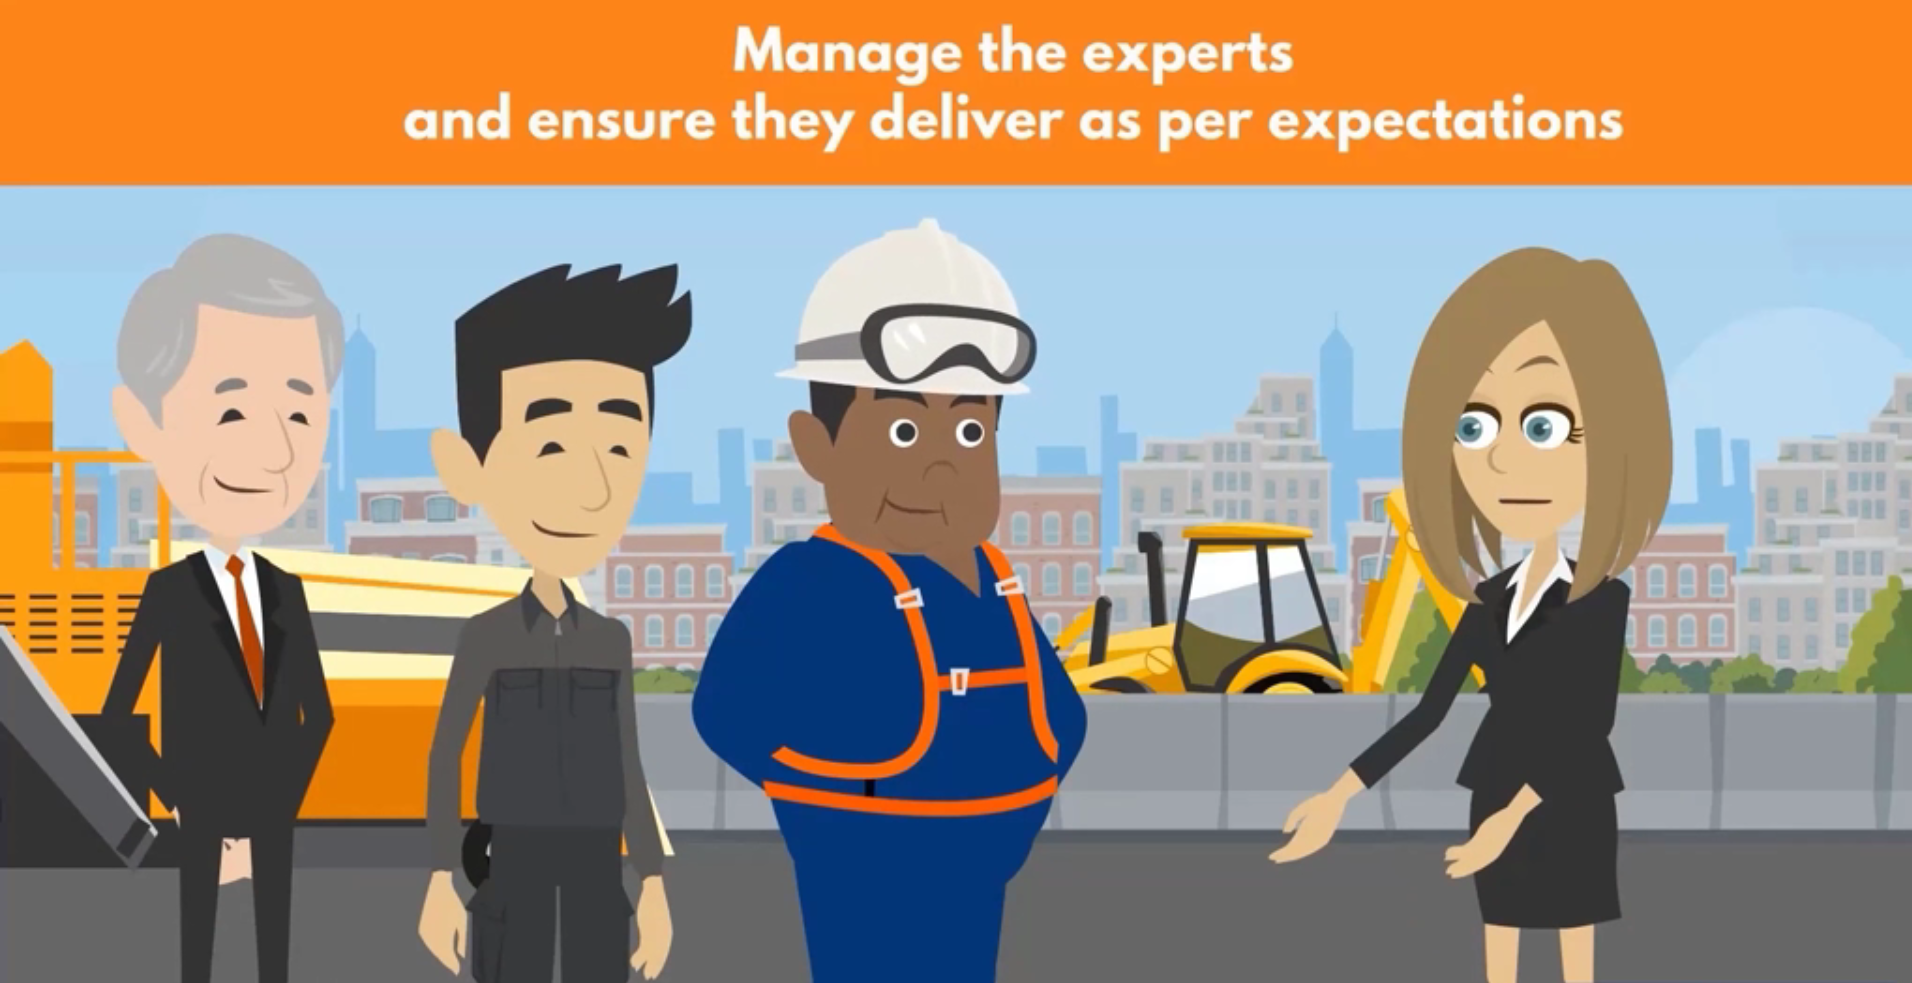 Manage the experts
and ensure they deliver as per expectations